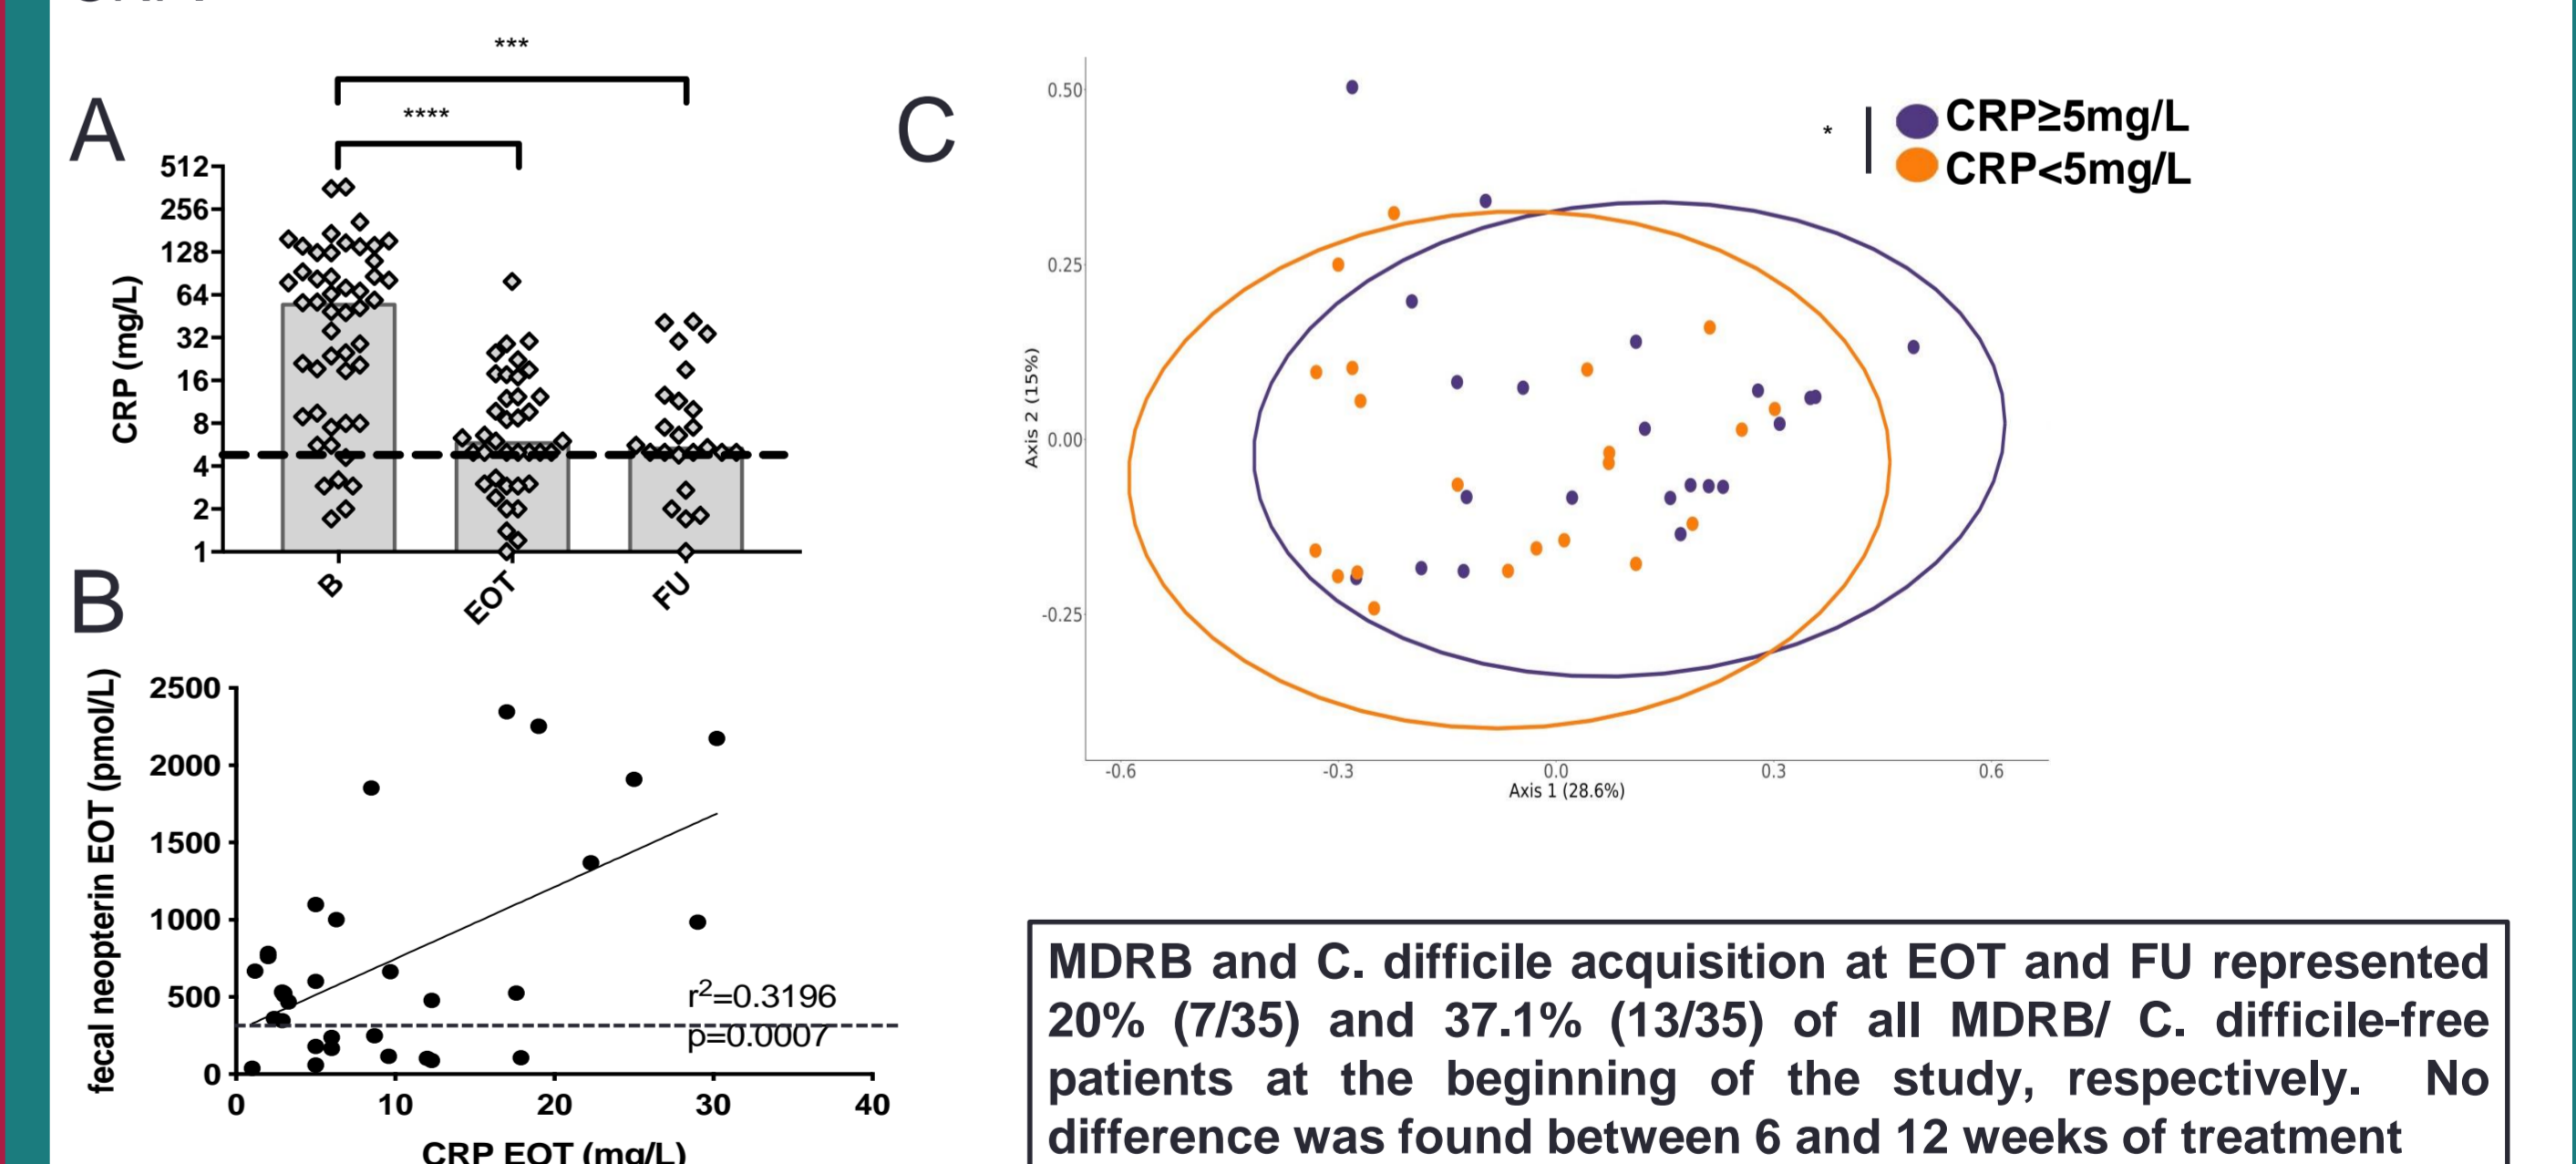 ***
****
A
512
256
128
64
32
16
8
4
2
1
CRP (mg/L)
B
EOT
FU
B
2500
2000
1500
1000
500
0
fecal neopterin EOT (pmol/L)
r²=0.3196
p=0.0007
0 10 20 30 40
CRP EOT (mg/L)
C
* CRP≥5mg/L
CRP<5mg/L
0.50
0.25
0.00
-0.25
Axis 2 (15%)
-0.6 -0.3 0.0 0.3 0.6
Axis 1 (28.6%)
MDRB and C. difficile acquisition at EOT and FU represented
20% (7/35) and 37.1% (13/35) of all MDRB/ C. difficile-free
patients at the beginning of the study, respectively. No
difference was found between 6 and 12 weeks of treatment